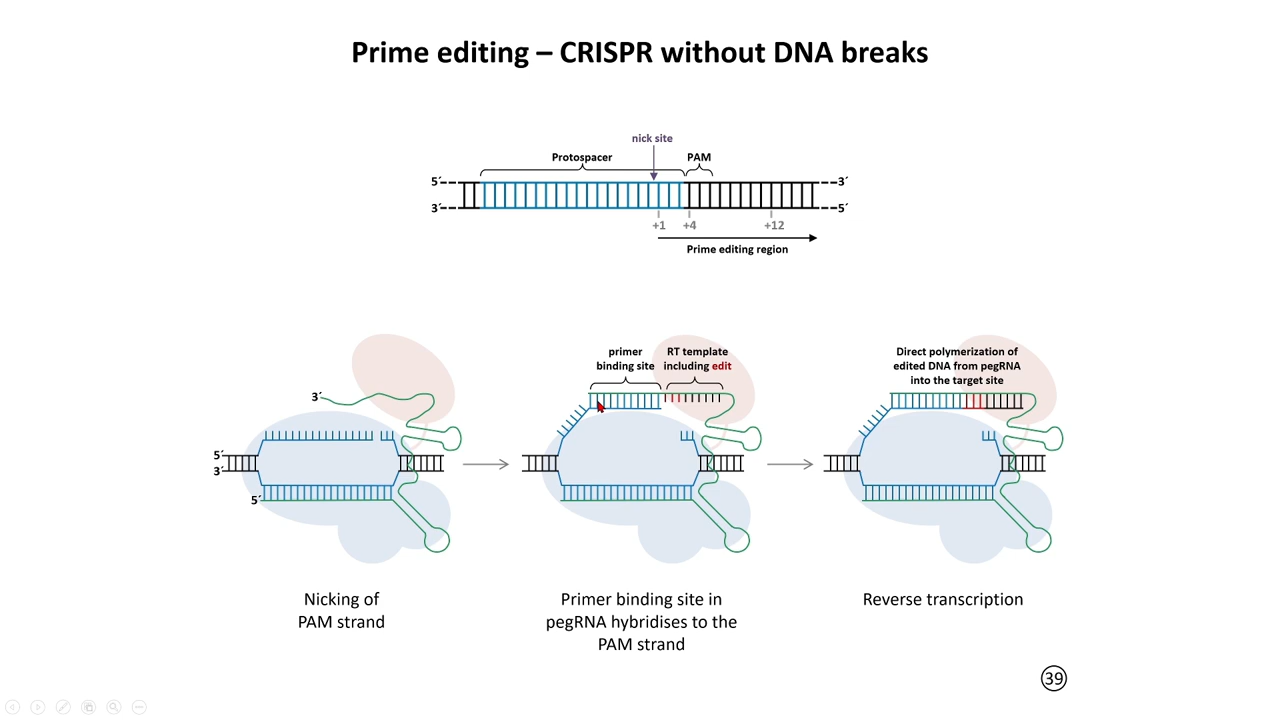 Prime editing – CRISPR without DNA breaks
nick site
Protospacer
PAM
5´
3´
3´
5´
+1
+4
+12
Prime editing region
3´
5´
3´
5´
primer
binding site
RT template
including edit
Direct polymerization of
edited DNA from pegRNA
into the target site
Nicking of
PAM strand
Primer binding site in
pegRNA hybridises to the
PAM strand
Reverse transcription
39